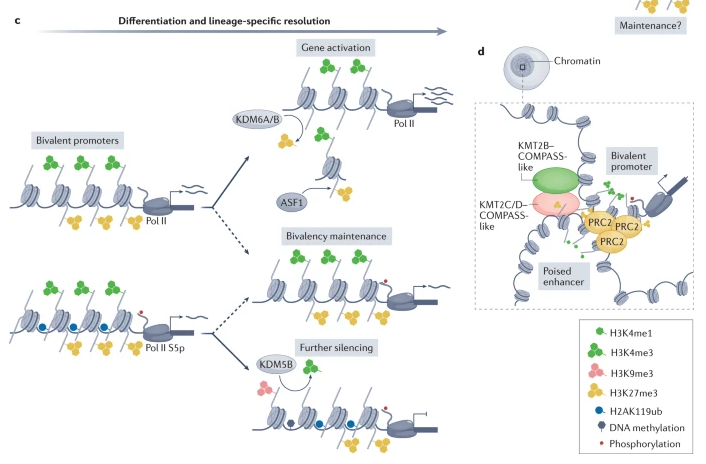 c
Differentiation and lineage-specific resolution
Maintenance?
Gene activation
KDM6A/B
Pol II
Bivalent promoters
Pol II
ASF1
Bivalency maintenance
Pol II S5p
Further silencing
KDM5B
d
Chromatin
KMT2B–
COMPASS-
like
Bivalent
promoter
KMT2C/D–
COMPASS-
like
PRC2
PRC2
PRC2
Poised
enhancer
H3K4me1
H3K4me3
H3K9me3
H3K27me3
H2AK119ub
DNA methylation
Phosphorylation